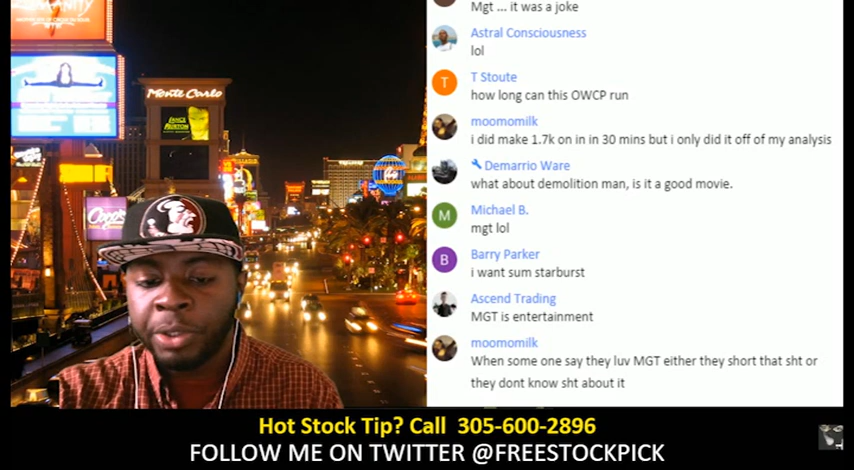 MANITY
Monte Carlo
LANCE
BURTON
Mgt ... it was a joke
Astral Consciousness
lol
T
T Stoute
how long can this OWCP run
moomomilk
i did make 1.7k on in in 30 mins but i only did it off of my analysis
Demarrio Ware
what about demolition man, is it a good movie.
M
Michael B.
mgt lol
B
Barry Parker
i want sum starburst
Ascend Trading
MGT is entertainment
moomomilk
When some one say they luv MGT either they short that sht or
they dont know sht about it
Hot Stock Tip? Call 305-600-2896
FOLLOW ME ON TWITTER @FREESTOCKPICK